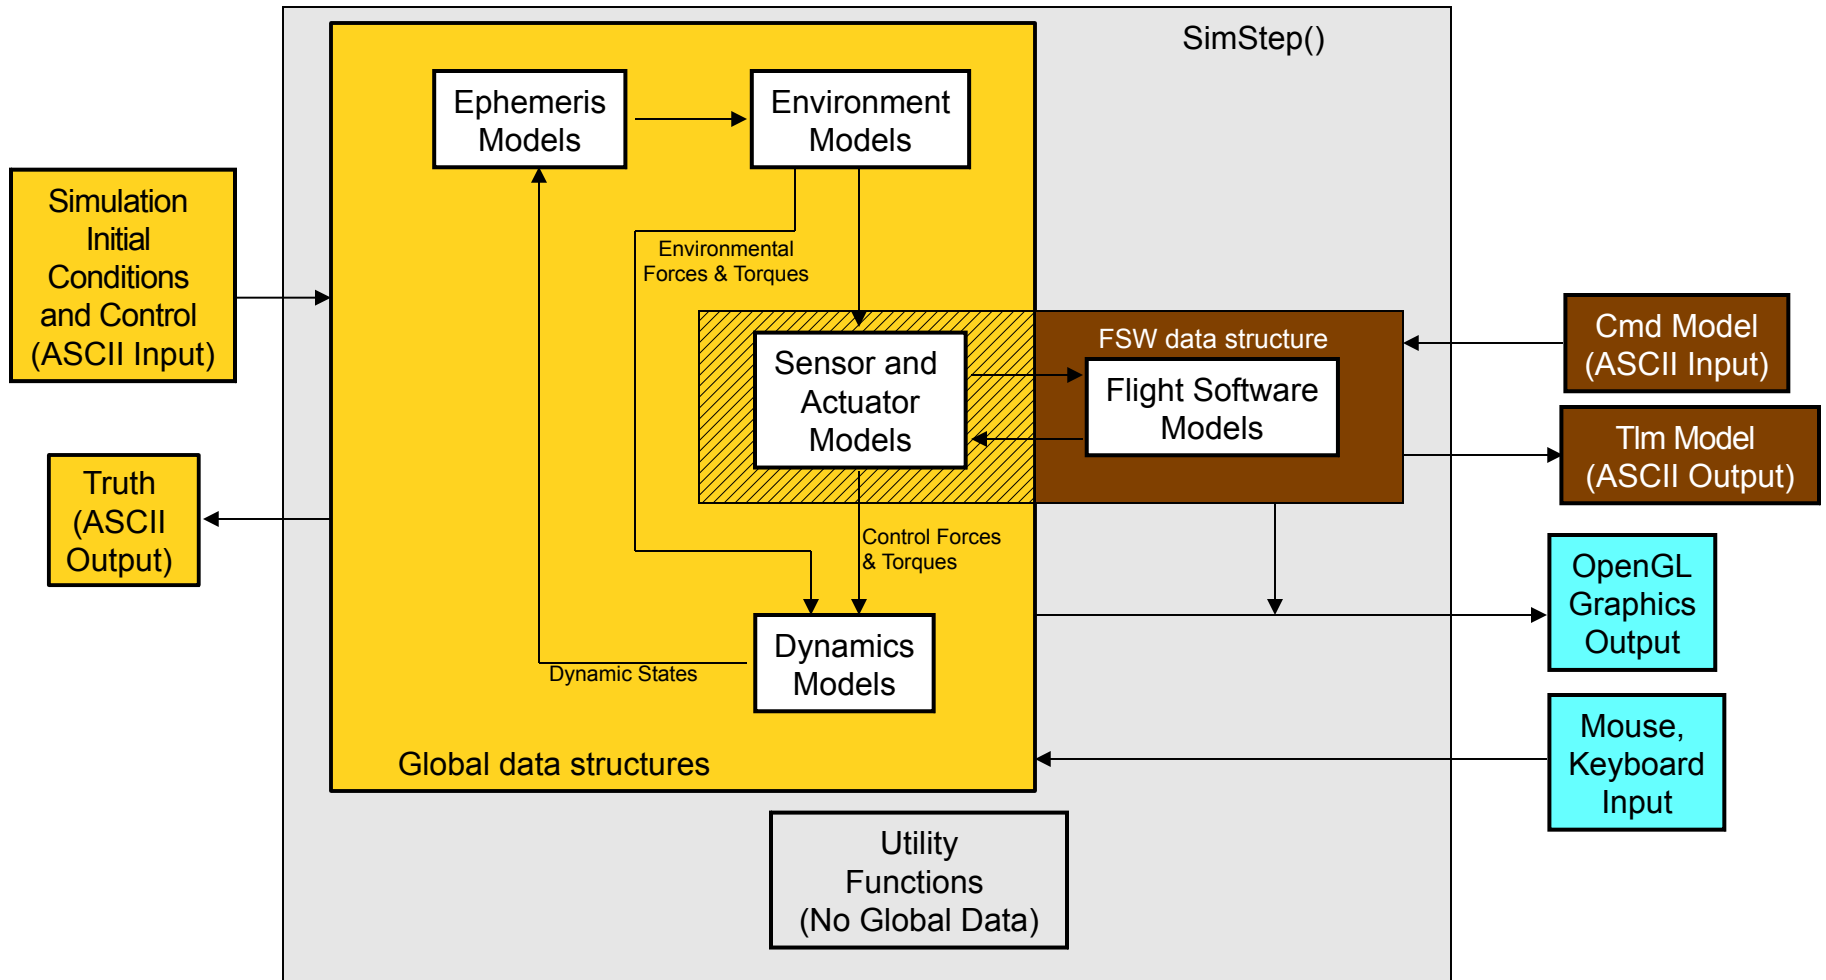 SimStep()
Ephemeris
Models
Environment
Models
Simulation
Initial
Conditions
and Control
(ASCII Input)
Environmental
Forces & Torques
Sensor and
Actuator
Models
FSW data structure
Flight Software
Models
Cmd Model
(ASCII Input)
Tlm Model
(ASCII Output)
Truth
(ASCII
Output)
Control Forces
& Torques
OpenGL
Graphics
Output
Dynamics
Models
Dynamic States
Mouse,
Keyboard
Input
Global data structures
Utility
Functions
(No Global Data)